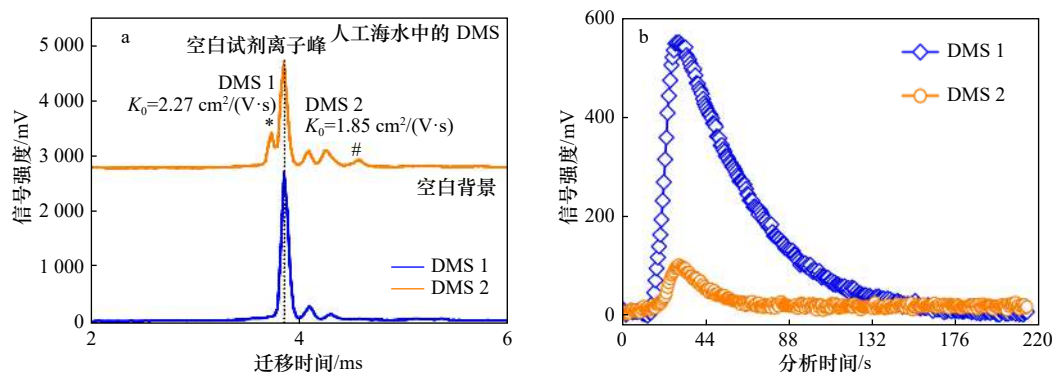 a
人工海水中的 DMS
空白试剂离子峰
DMS 1
K₀=2.27 cm²/(V·s)
*
DMS 2
K₀=1.85 cm²/(V·s)
#
空白背景
DMS 1
DMS 2
5 000
4 000
3 000
2 000
1 000
0
信号强度/mV
2
4
6
迁移时间/ms
b
DMS 1
DMS 2
600
400
200
0
信号强度/mV
0
44
88
132
176
220
分析时间/s